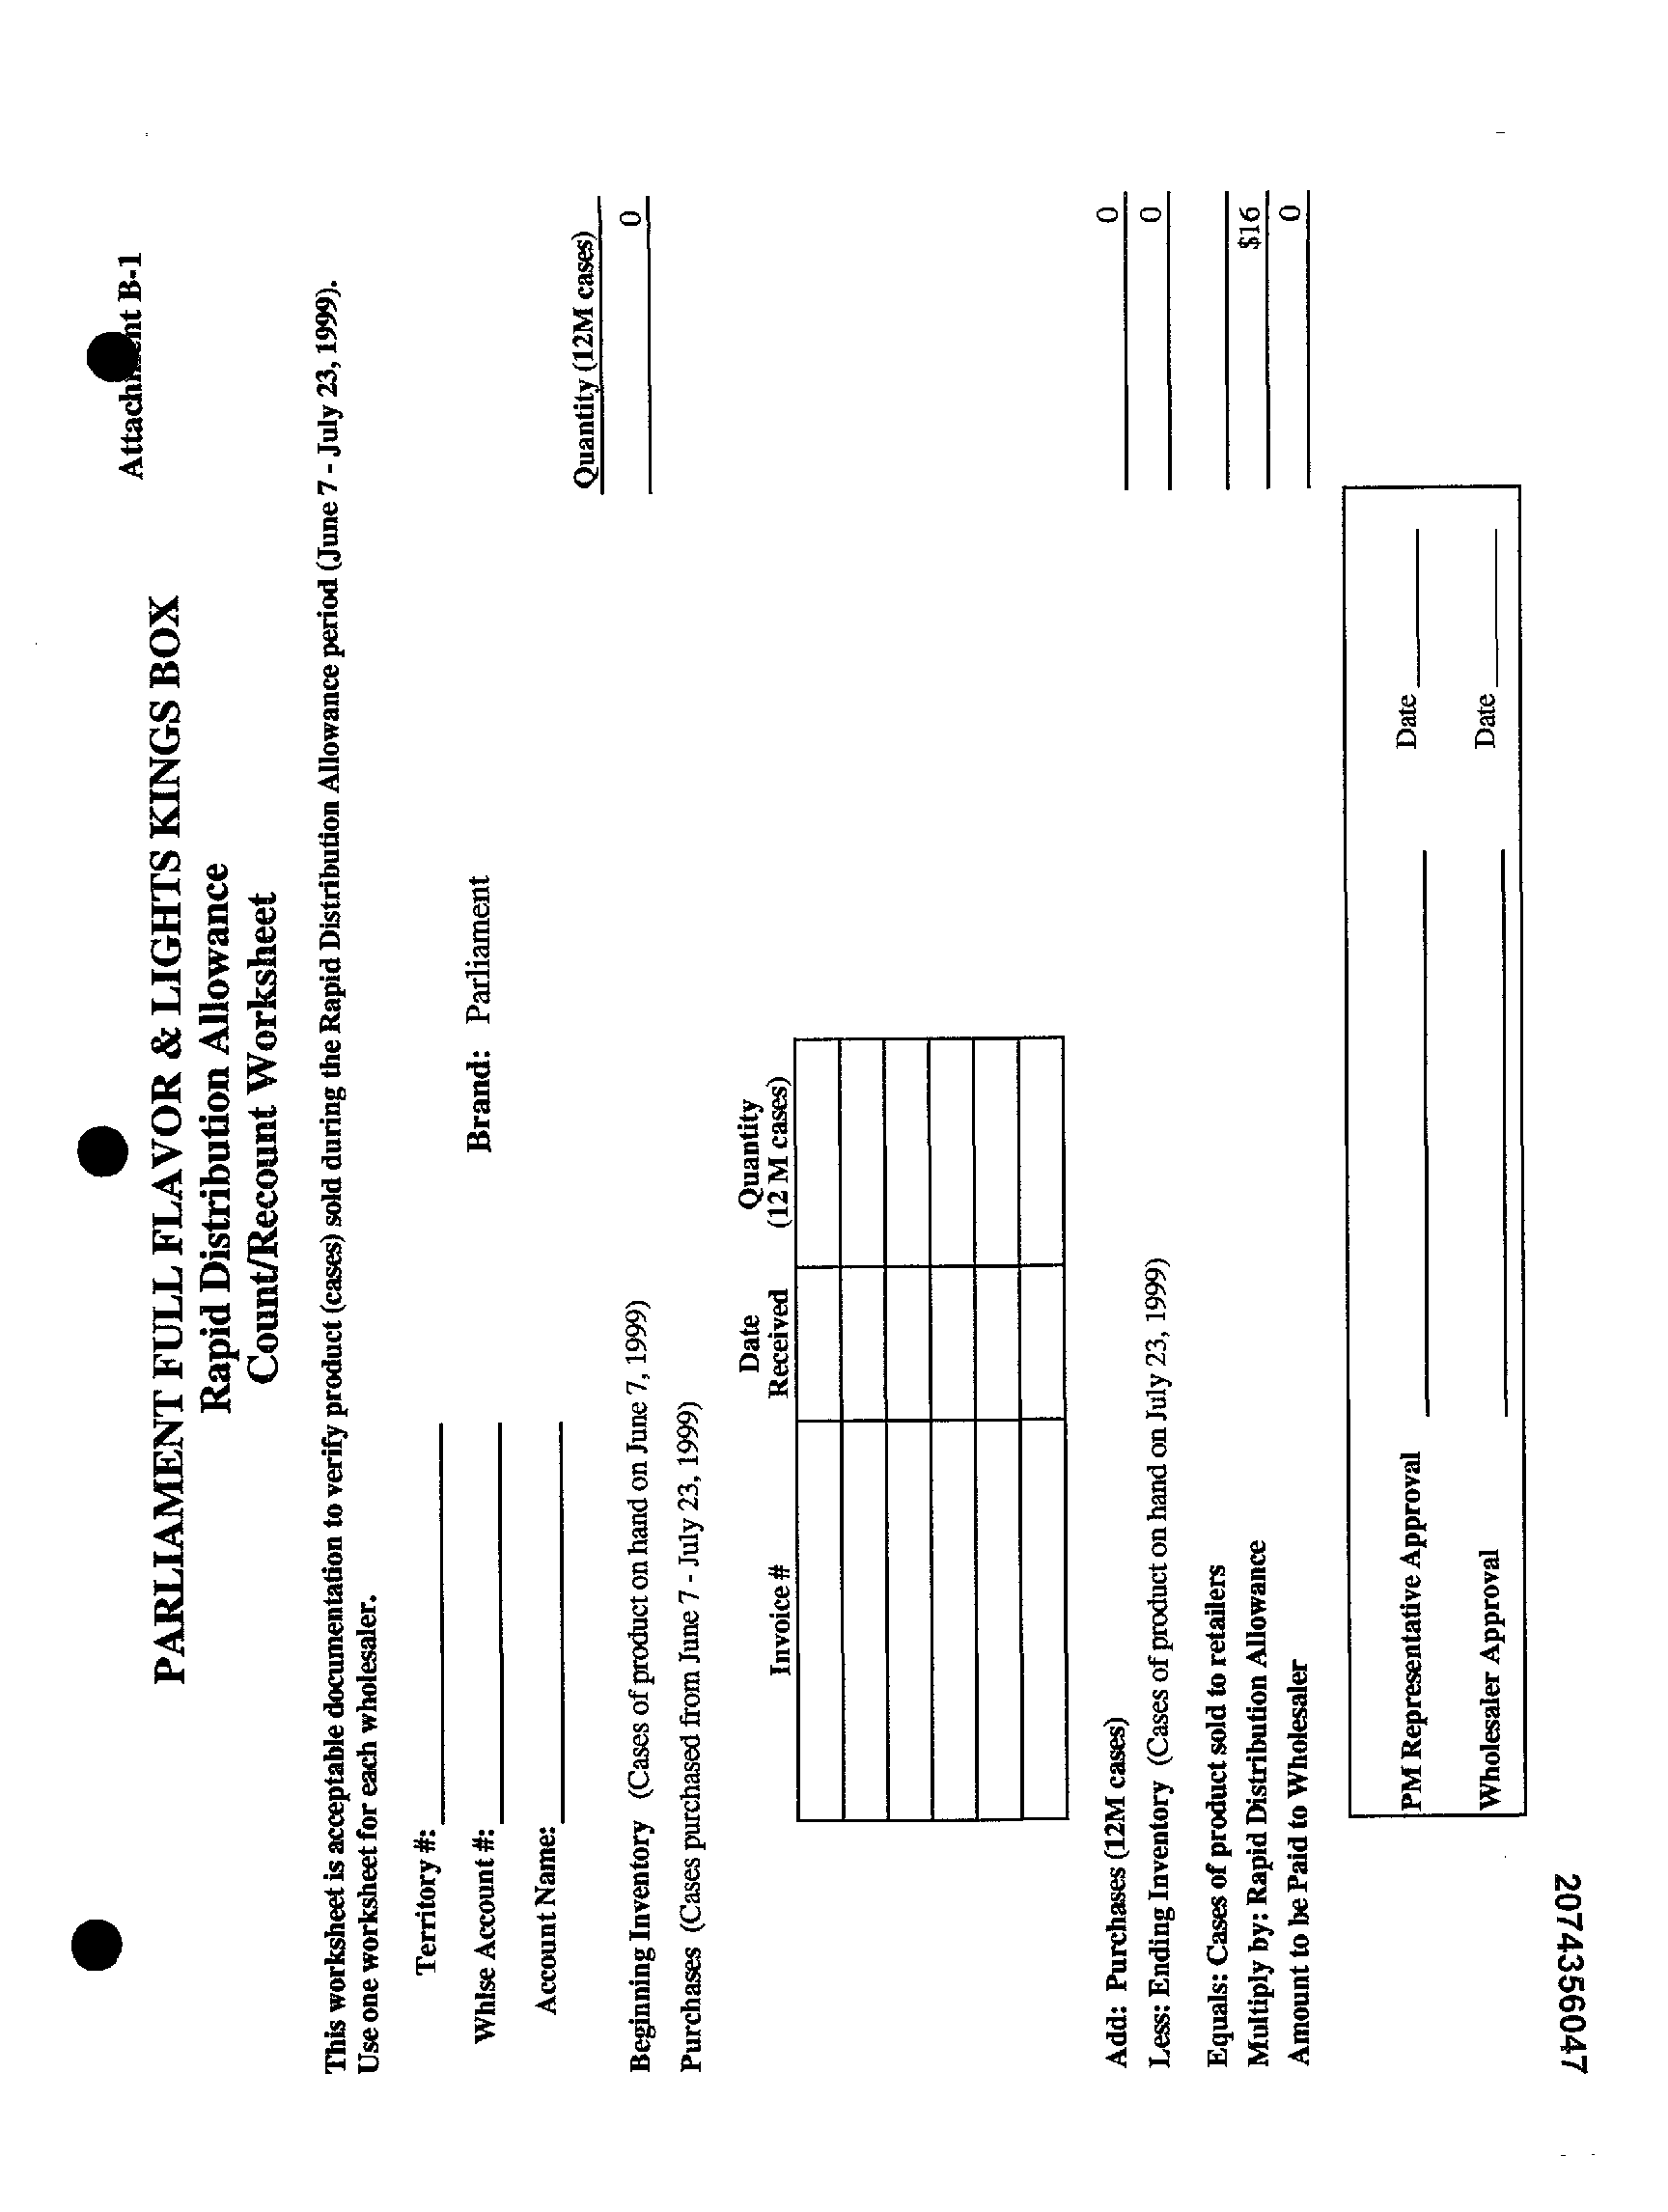 Attachment B-1
PARLIAMENT FULL FLAVOR & LIGHTS KINGS BOX
Rapid Distribution Allowance
Count/Recount Worksheet
This worksheet is acceptable documentation to verify product (cases) sold during the Rapid Distribution Allowance period (June 7 - July 23, 1999).
Use one worksheet for each wholesaler.
Territory #:
Whlse Account #: Brand: Parliament
Account Name:
Quantity (12M cases)
Beginning Inventory (Cases of product on hand on June 7, 1999) 0
Purchases (Cases purchased from June 7 - July 23, 1999)
Date Quantity
Invoice # Received (12 M cases)
Add: Purchases (12M cases) 0
Less: Ending Inventory (Cases of product on hand on July 23, 1999) 0
Equals: Cases of product sold to retailers
Multiply by: Rapid Distribution Allowance $16
Amount to be Paid to Wholesaler 0
PM Representative Approval Date
Wholesaler Approval Date
2074356047